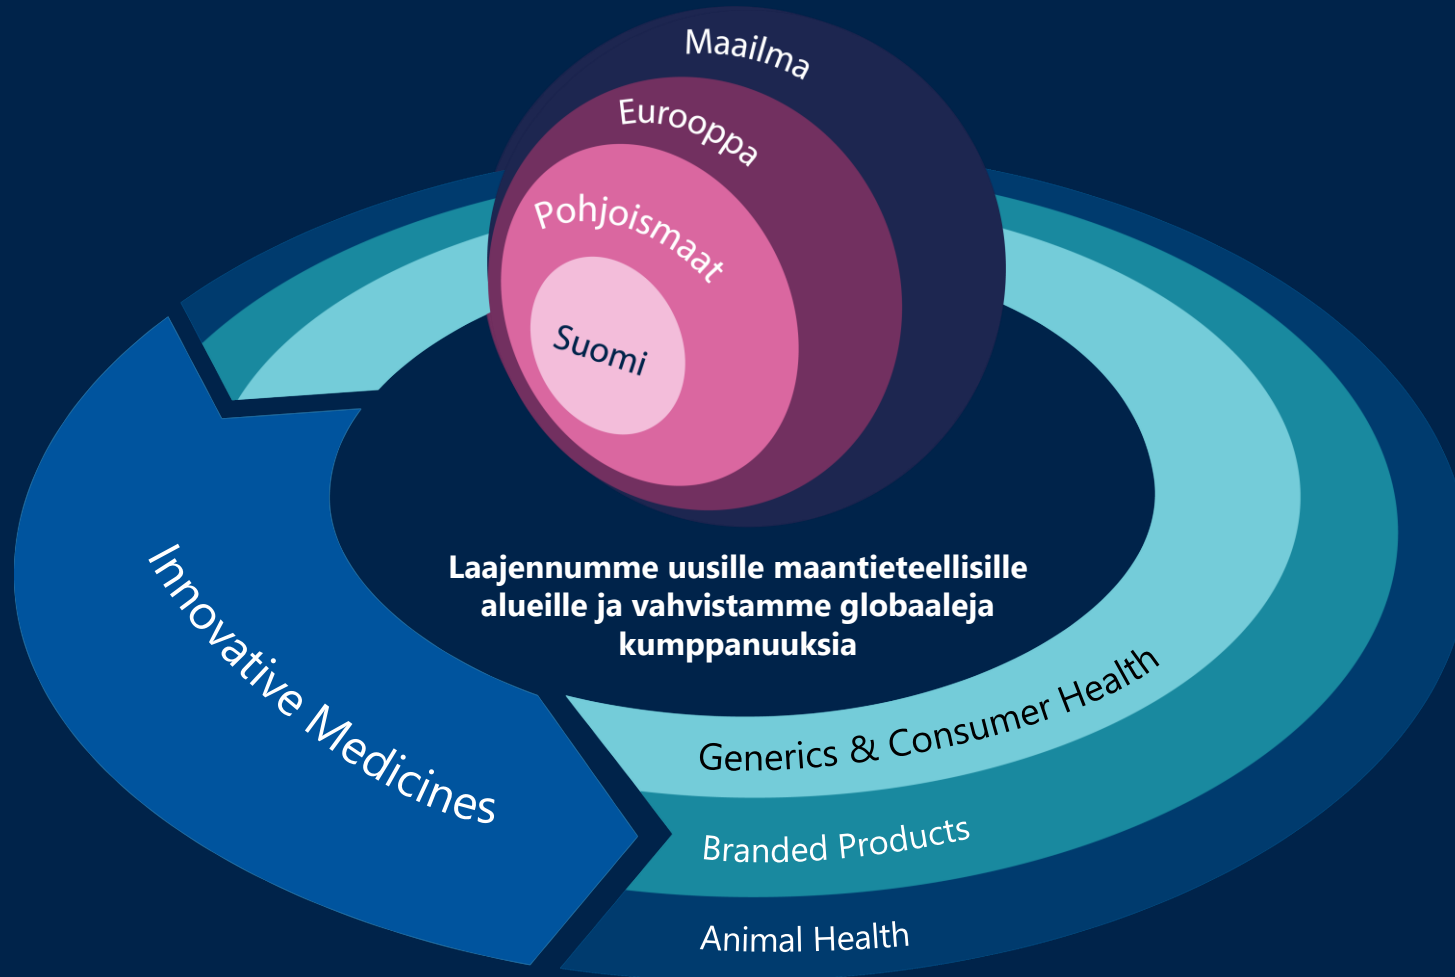 Maailma
Eurooppa
Pohjoismaat
Suomi
Laajennumme uusille maantieteellisille
alueille ja vahvistamme globaaleja
kumppanuuksia
Innovative Medicines
Generics & Consumer Health
Branded Products
Animal Health